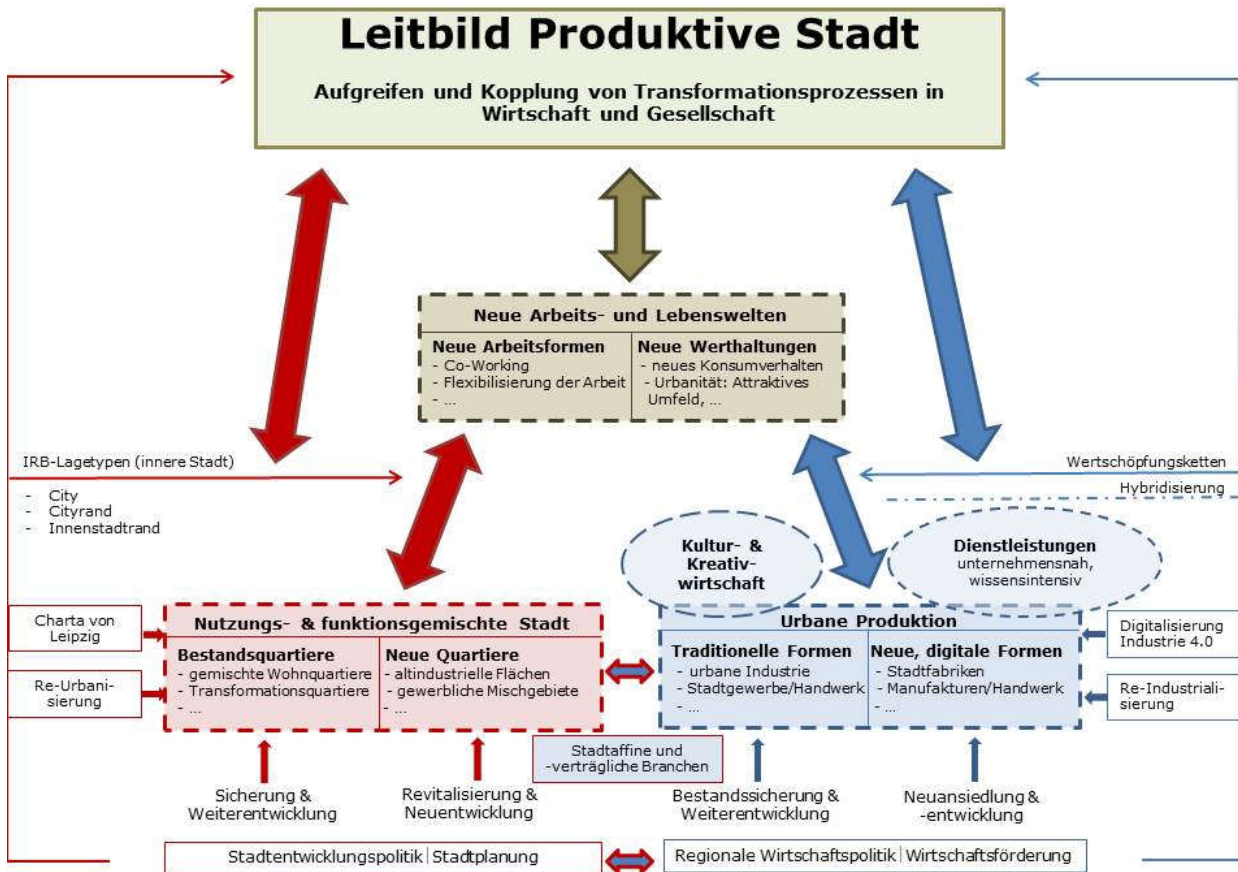 Leitbild Produktive Stadt
Aufgreifen und Kopplung von Transformationsprozessen in
Wirtschaft und Gesellschaft
Neue Arbeits- und Lebenswelten
Neue Arbeitsformen
- Co-Working
- Flexibilisierung der Arbeit
- ...
Neue Werthaltungen
- neues Konsumverhalten
- Urbanität: Attraktives
Umfeld, ...
IRB-Lagetypen (innere Stadt)
- City
- Cityrand
- Innenstadtrand
Wertschöpfungsketten
Hybridisierung
Kultur- &
Kreativ-
wirtschaft
Dienstleistungen
unternehmensnah,
wissensintensiv
Charta von
Leipzig
Re-Urbani-
sierung
Nutzungs- & funktionsgemischte Stadt
Bestandsquartiere
- gemischte Wohnquartiere
- Transformationsquartiere
- ...
Neue Quartiere
- altindustrielle Flächen
- gewerbliche Mischgebiete
- ...
Urbane Produktion
Traditionelle Formen
- urbane Industrie
- Stadtgewerbe/Handwerk
- ...
Neue, digitale Formen
- Stadtfabriken
- Manufakturen/Handwerk
- ...
Digitalisierung
Industrie 4.0
Re-Industriali-
sierung
Stadtaffine und
-verträgliche Branchen
Sicherung &
Weiterentwicklung
Revitalisierung &
Neuentwicklung
Bestandssicherung &
Weiterentwicklung
Neuansiedlung &
-entwicklung
Stadtentwicklungspolitik | Stadtplanung
Regionale Wirtschaftspolitik | Wirtschaftsförderung